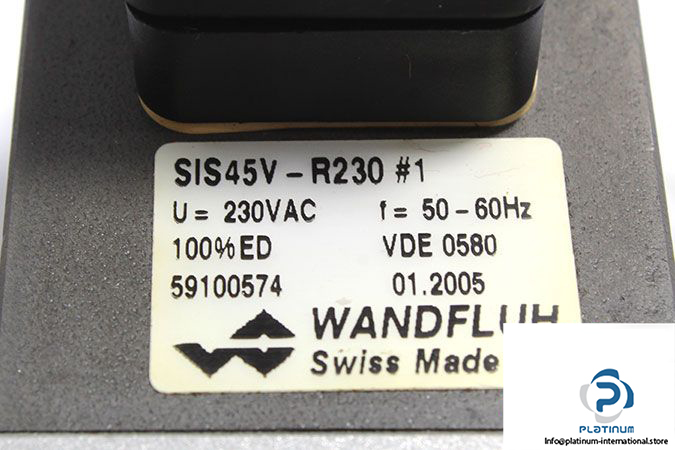 SIS45V-R230 #1
U= 230VAC f= 50-60Hz
100%ED VDE 0580
59100574 01.2005
WANDFLUH
Swiss Made
PLATINUM
Info@platinum-international.store